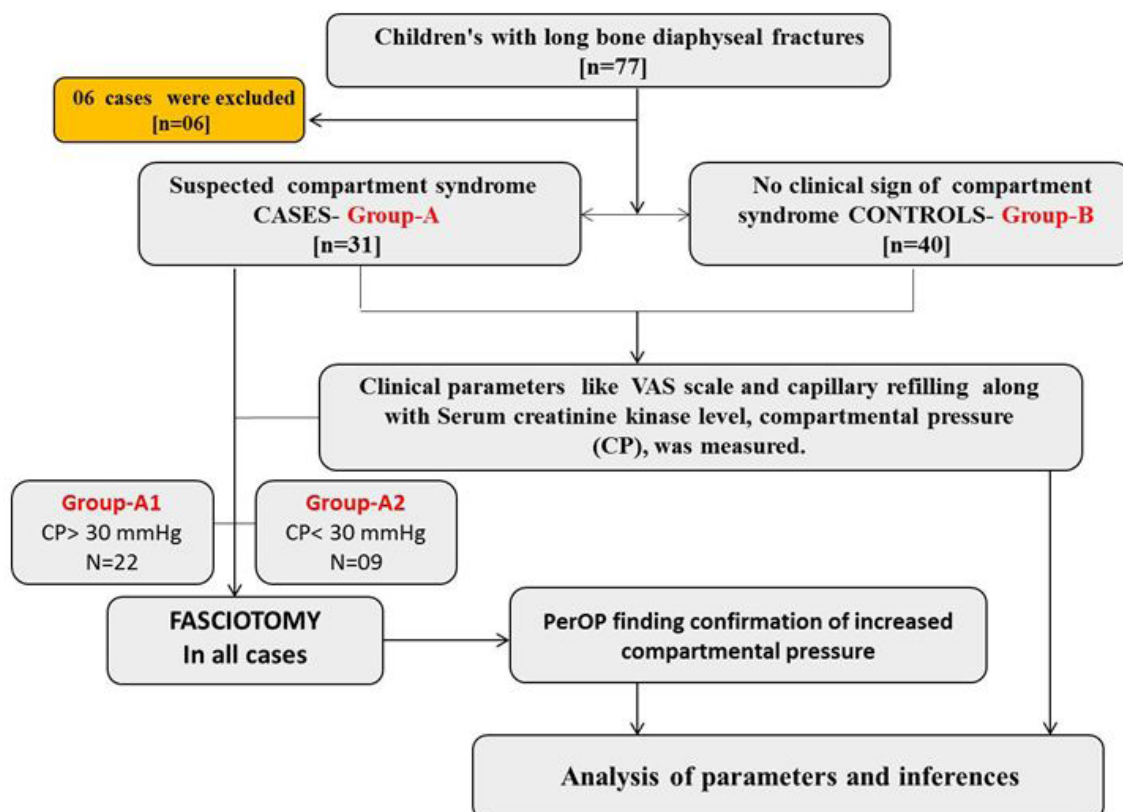 Children's with long bone diaphyseal fractures
[n=77]
06 cases were excluded
[n=06]
Suspected compartment syndrome
CASES- Group-A
[n=31]
No clinical sign of compartment
syndrome CONTROLS- Group-B
[n=40]
Clinical parameters like VAS scale and capillary refilling along
with Serum creatinine kinase level, compartmental pressure
(CP), was measured.
Group-A1
CP> 30 mmHg
N=22
Group-A2
CP< 30 mmHg
N=09
FASCIOTOMY
In all cases
PerOP finding confirmation of increased
compartmental pressure
Analysis of parameters and inferences